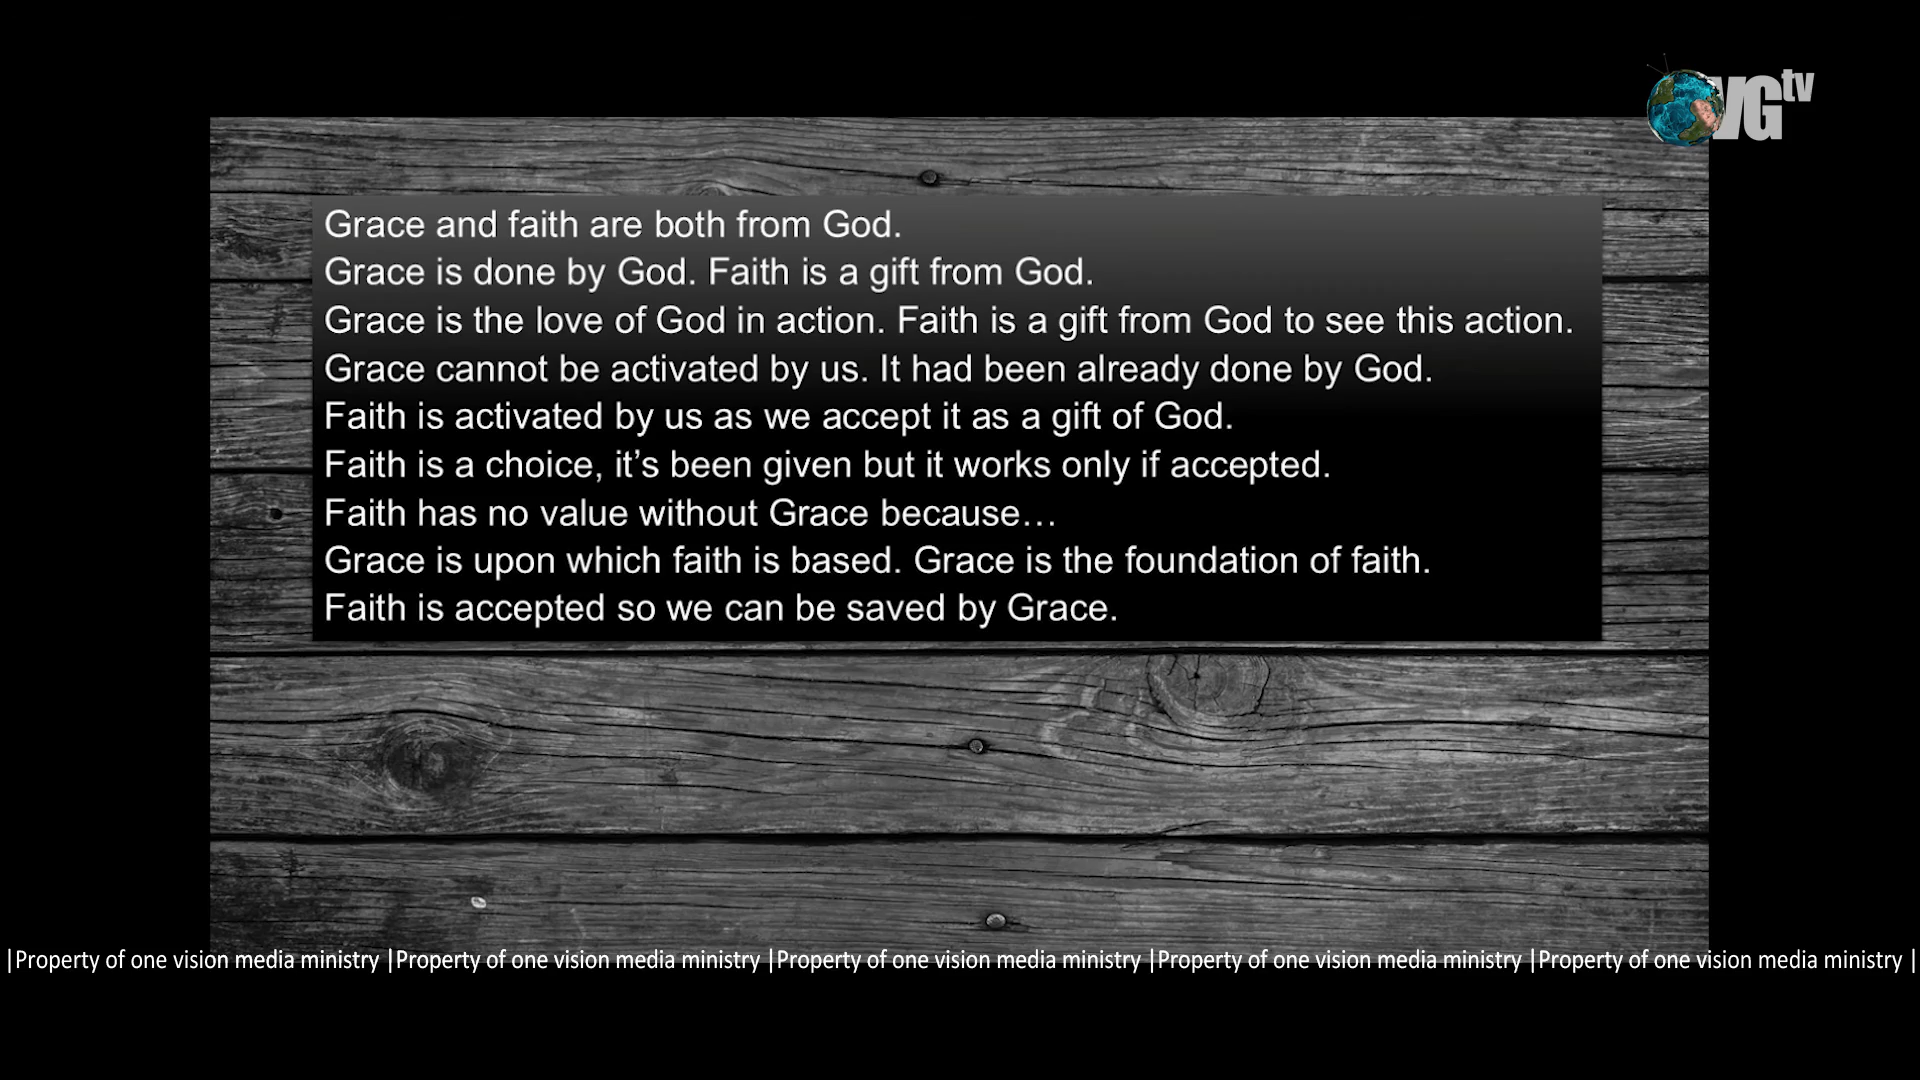 VGtv
Grace and faith are both from God.
Grace is done by God. Faith is a gift from God.
Grace is the love of God in action. Faith is a gift from God to see this action.
Grace cannot be activated by us. It had been already done by God.
Faith is activated by us as we accept it as a gift of God.
Faith is a choice, it’s been given but it works only if accepted.
Faith has no value without Grace because…
Grace is upon which faith is based. Grace is the foundation of faith.
Faith is accepted so we can be saved by Grace.
|Property of one vision media ministry |Property of one vision media ministry |Property of one vision media ministry |Property of one vision media ministry |Property of one vision media ministry |